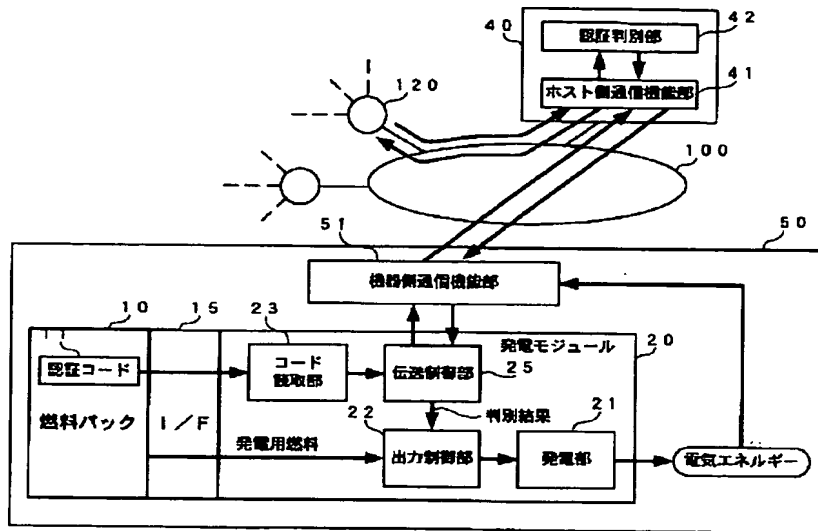 40
42
認証判別部
41
ホスト側通信機能部
120
100
51
50
機器側通信機能部
10
15
23
発電モジュール
20
11
認証コード
コード
読取部
伝送制御部
25
燃料パック
I/F
22
判別結果
21
発電用燃料
出力制御部
発電部
電気エネルギー